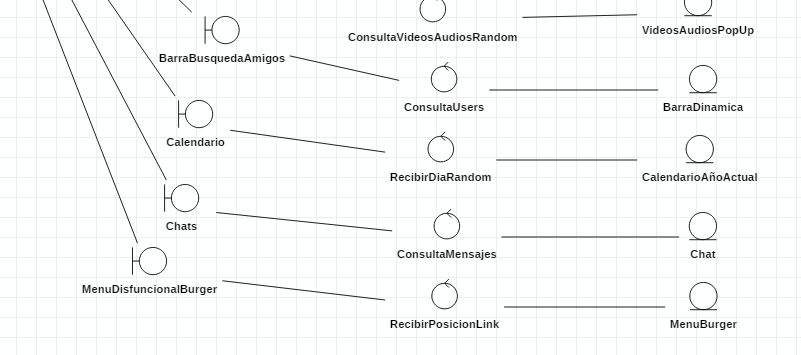 ConsultaVideosAudiosRandom
VideosAudiosPopUp
BarraBusquedaAmigos
ConsultaUsers
BarraDinamica
Calendario
RecibirDiaRandom
CalendarioAñoActual
Chats
ConsultaMensajes
Chat
MenuDisfuncionalBurger
RecibirPosicionLink
MenuBurger